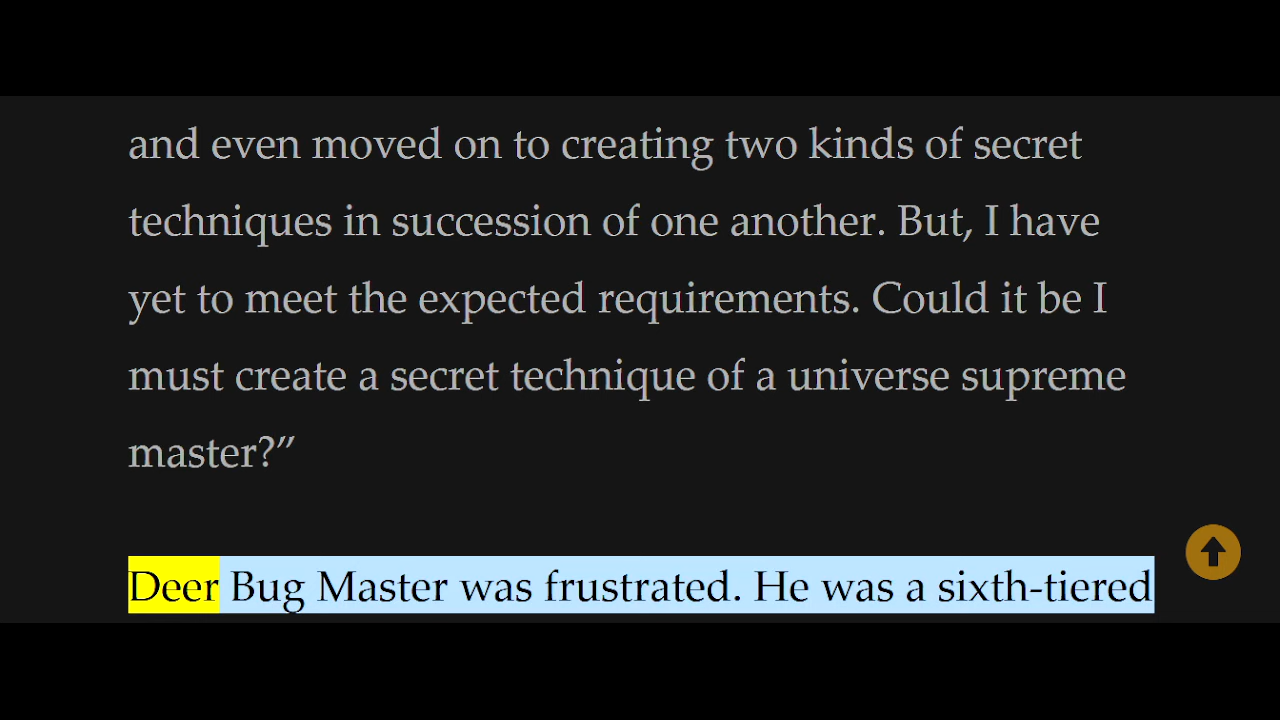 and even moved on to creating two kinds of secret
techniques in succession of one another. But, I have
yet to meet the expected requirements. Could it be I
must create a secret technique of a universe supreme
master?”
Deer Bug Master was frustrated. He was a sixth-tiered